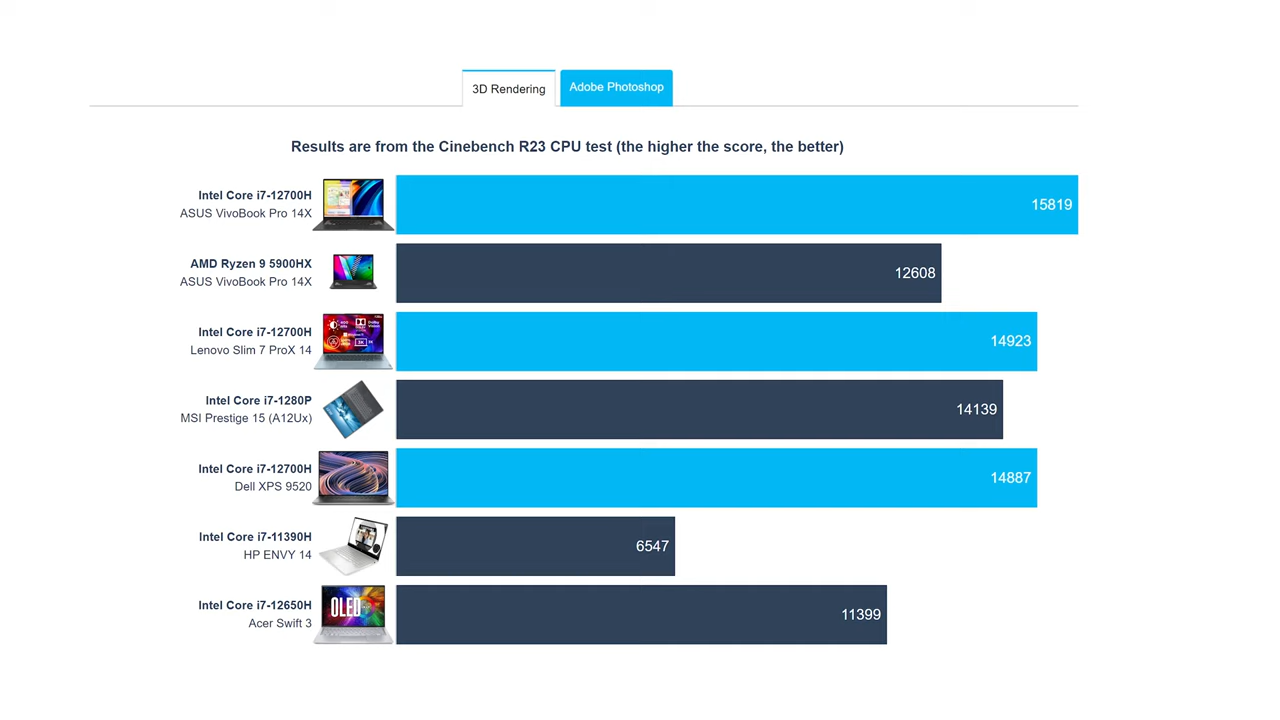 3D Rendering
Adobe Photoshop
Results are from the Cinebench R23 CPU test (the higher the score, the better)
Intel Core i7-12700H
ASUS VivoBook Pro 14X
15819
AMD Ryzen 9 5900HX
ASUS VivoBook Pro 14X
12608
Intel Core i7-12700H
Lenovo Slim 7 ProX 14
14923
Intel Core i7-1280P
MSI Prestige 15 (A12Ux)
14139
Intel Core i7-12700H
Dell XPS 9520
14887
Intel Core i7-11390H
HP ENVY 14
6547
Intel Core i7-12650H
Acer Swift 3
OLED
11399